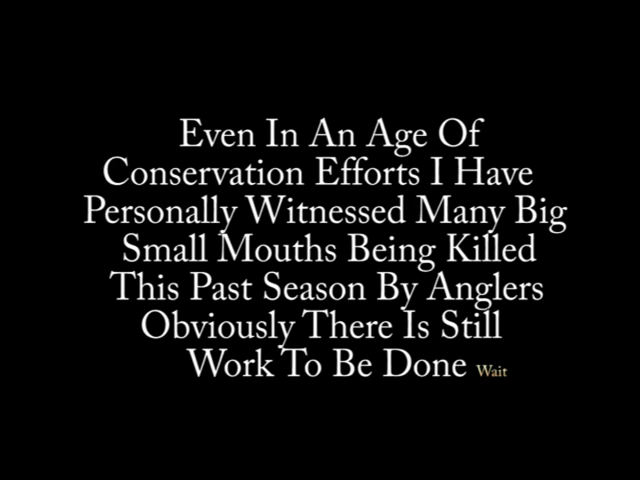 Even In An Age Of
Conservation Efforts I Have
Personally Witnessed Many Big
Small Mouths Being Killed
This Past Season By Anglers
Obviously There Is Still
Work To Be Done Wait